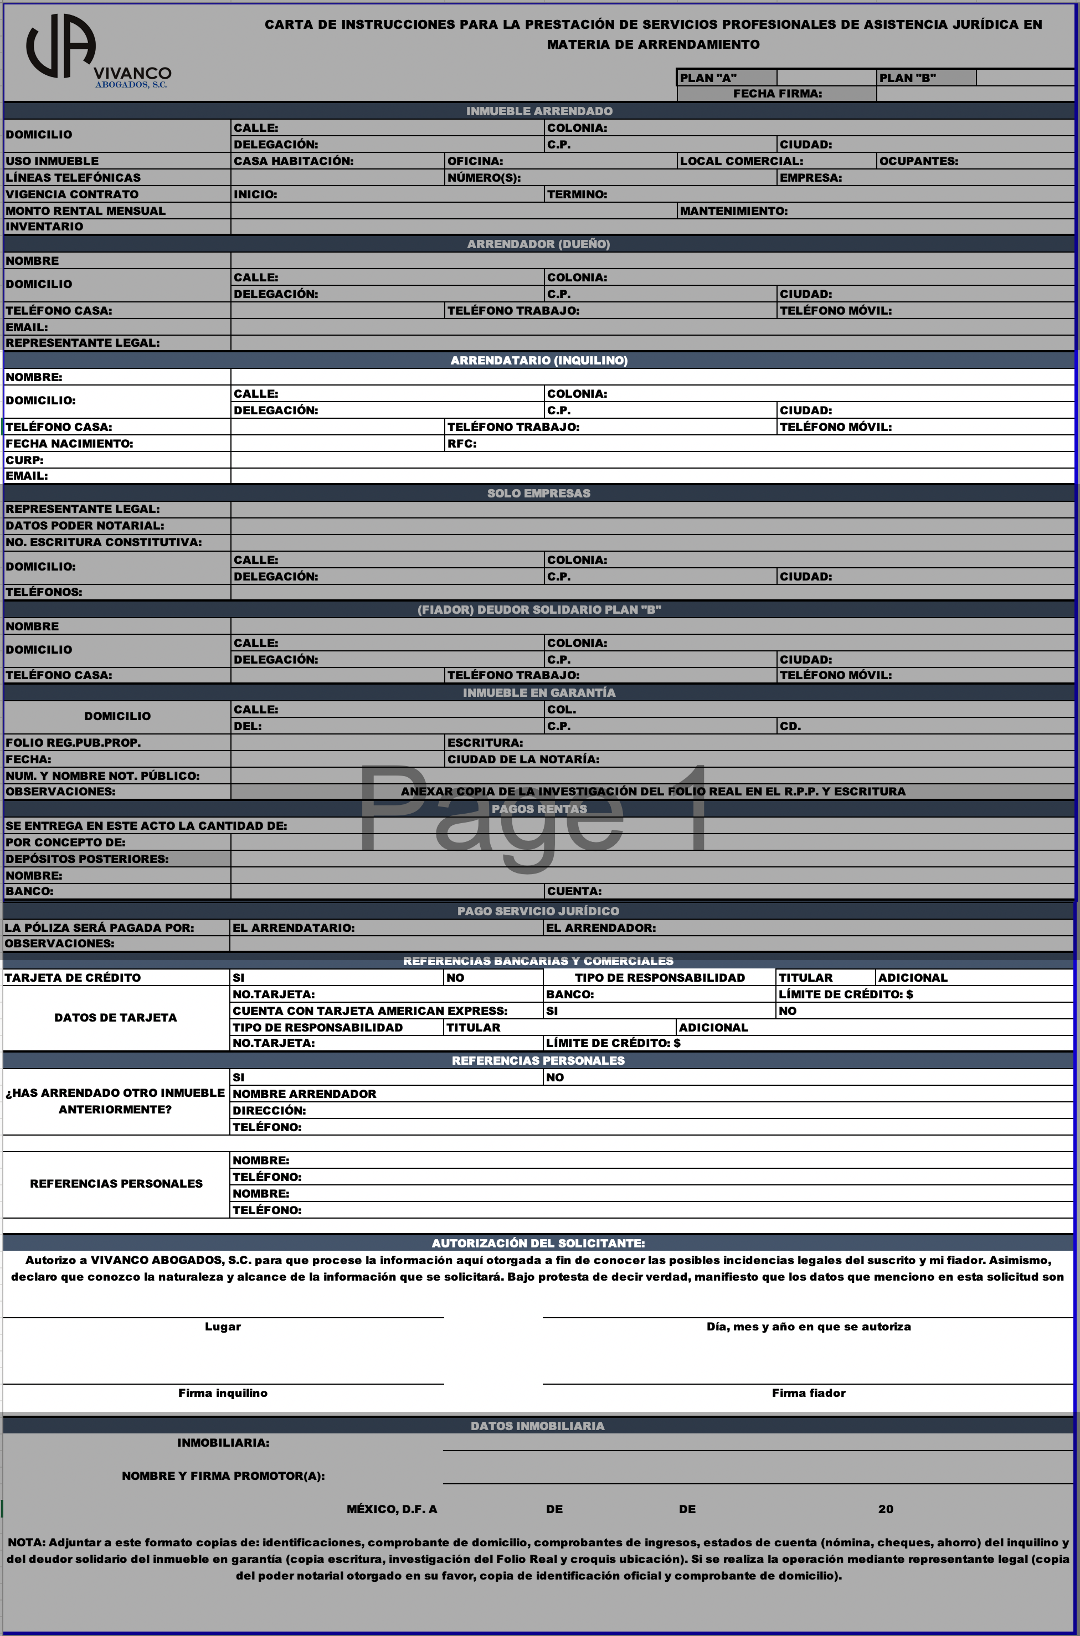 VIVANCO
ABOGADOS, S.C.
CARTA DE INSTRUCCIONES PARA LA PRESTACIÓN DE SERVICIOS PROFESIONALES DE ASISTENCIA JURÍDICA EN
MATERIA DE ARRENDAMIENTO
PLAN "A" PLAN "B"
FECHA FIRMA:
INMUEBLE ARRENDADO
DOMICILIO
CALLE: COLONIA:
DELEGACIÓN: C.P. CIUDAD:
USO INMUEBLE CASA HABITACIÓN: OFICINA: LOCAL COMERCIAL: OCUPANTES:
LÍNEAS TELEFÓNICAS NÚMERO(S): EMPRESA:
VIGENCIA CONTRATO INICIO: TERMINO:
MONTO RENTAL MENSUAL MANTENIMIENTO:
INVENTARIO
ARRENDADOR (DUEÑO)
NOMBRE
DOMICILIO
CALLE: COLONIA:
DELEGACIÓN: C.P. CIUDAD:
TELÉFONO CASA: TELÉFONO TRABAJO: TELÉFONO MÓVIL:
EMAIL:
REPRESENTANTE LEGAL:
ARRENDATARIO (INQUILINO)
NOMBRE:
DOMICILIO:
CALLE: COLONIA:
DELEGACIÓN: C.P. CIUDAD:
TELÉFONO CASA: TELÉFONO TRABAJO: TELÉFONO MÓVIL:
FECHA NACIMIENTO: RFC:
CURP:
EMAIL:
SOLO EMPRESAS
REPRESENTANTE LEGAL:
DATOS PODER NOTARIAL:
NO. ESCRITURA CONSTITUTIVA:
DOMICILIO:
CALLE: COLONIA:
DELEGACIÓN: C.P. CIUDAD:
TELÉFONOS:
(FIADOR) DEUDOR SOLIDARIO PLAN "B"
NOMBRE
DOMICILIO
CALLE: COLONIA:
DELEGACIÓN: C.P. CIUDAD:
TELÉFONO CASA: TELÉFONO TRABAJO: TELÉFONO MÓVIL:
INMUEBLE EN GARANTÍA
DOMICILIO
CALLE: COL.
DEL: C.P. CD.
FOLIO REG.PUB.PROP. ESCRITURA:
FECHA: CIUDAD DE LA NOTARÍA:
NUM. Y NOMBRE NOT. PÚBLICO:
OBSERVACIONES: ANEXAR COPIA DE LA INVESTIGACIÓN DEL FOLIO REAL EN EL R.P.P. Y ESCRITURA
Page 1
PAGOS RENTAS
SE ENTREGA EN ESTE ACTO LA CANTIDAD DE:
POR CONCEPTO DE:
DEPÓSITOS POSTERIORES:
NOMBRE:
BANCO: CUENTA:
PAGO SERVICIO JURÍDICO
LA PÓLIZA SERÁ PAGADA POR: EL ARRENDATARIO: EL ARRENDADOR:
OBSERVACIONES:
REFERENCIAS BANCARIAS Y COMERCIALES
TARJETA DE CRÉDITO SI NO TIPO DE RESPONSABILIDAD TITULAR ADICIONAL
DATOS DE TARJETA
NO.TARJETA: BANCO: LÍMITE DE CRÉDITO: $
CUENTA CON TARJETA AMERICAN EXPRESS: SI NO
TIPO DE RESPONSABILIDAD TITULAR ADICIONAL
NO.TARJETA: LÍMITE DE CRÉDITO: $
REFERENCIAS PERSONALES
¿HAS ARRENDADO OTRO INMUEBLE
ANTERIORMENTE?
SI NO
NOMBRE ARRENDADOR
DIRECCIÓN:
TELÉFONO:
REFERENCIAS PERSONALES
NOMBRE:
TELÉFONO:
NOMBRE:
TELÉFONO:
AUTORIZACIÓN DEL SOLICITANTE:
Autorizo a VIVANCO ABOGADOS, S.C. para que procese la información aquí otorgada a fin de conocer las posibles incidencias legales del suscrito y mi fiador. Asimismo,
declaro que conozco la naturaleza y alcance de la información que se solicitará. Bajo protesta de decir verdad, manifiesto que los datos que menciono en esta solicitud son
Lugar Día, mes y año en que se autoriza
Firma inquilino Firma fiador
DATOS INMOBILIARIA
INMOBILIARIA:
NOMBRE Y FIRMA PROMOTOR(A):
MÉXICO, D.F. A DE DE 20
NOTA: Adjuntar a este formato copias de: identificaciones, comprobante de domicilio, comprobantes de ingresos, estados de cuenta (nómina, cheques, ahorro) del inquilino y
del deudor solidario del inmueble en garantía (copia escritura, investigación del Folio Real y croquis ubicación). Si se realiza la operación mediante representante legal (copia
del poder notarial otorgado en su favor, copia de identificación oficial y comprobante de domicilio).